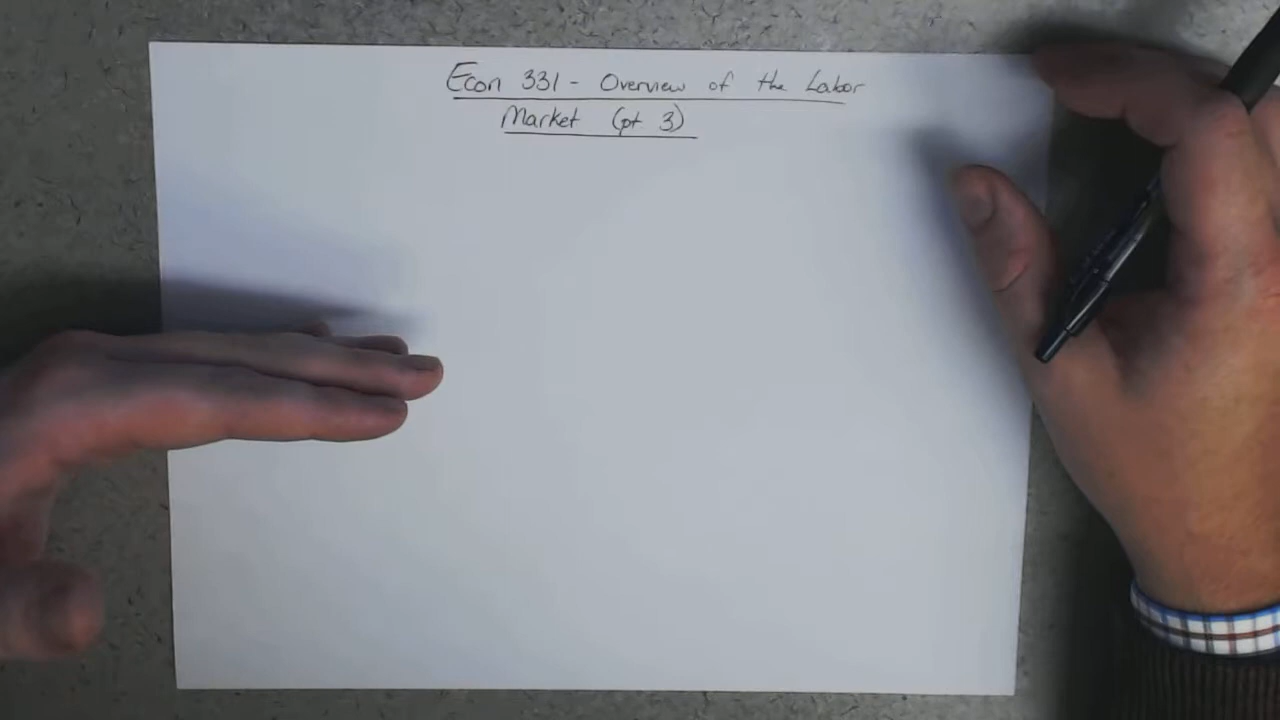 Econ 331 - Overview of the Labor
Market (pt 3)